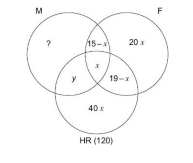 M
F
?
15 – x
20 x
x
y
19 – x
40 x
HR (120)